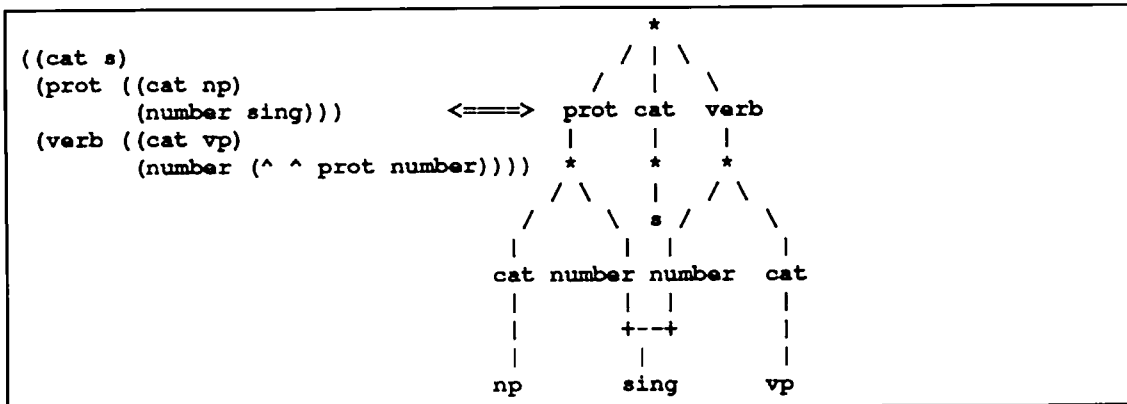 *
((cat s)                                                       / | \
 (prot ((cat np)                                              /  |  \
        (number sing)))          <====>  prot cat  verb
 (verb ((cat vp)                                            |    |    |
        (number (^ ^ prot number))))   *    *    *
                                                           / \   |   / \
                                                          /   \  s  /   \
                                                         |     |   |     |
                                                        cat number number  cat
                                                         |     |   |     |
                                                         |     +--+      |
                                                         |      |        |
                                                        np     sing      vp